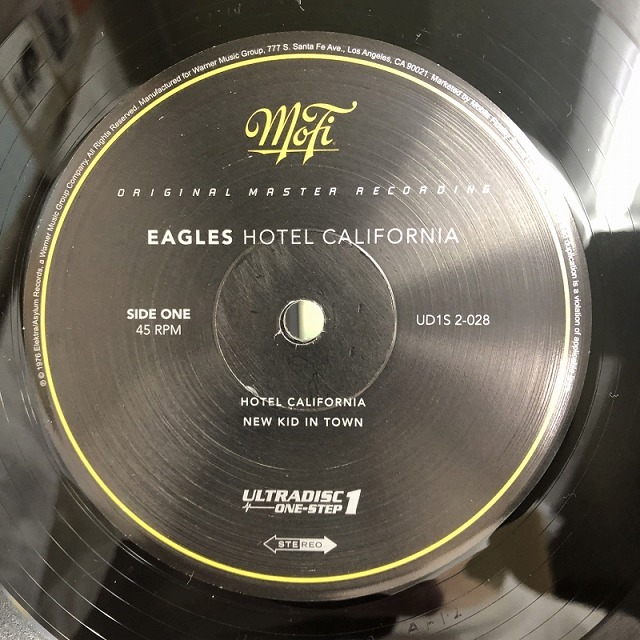 ℗ © 1976 Elektra/Asylum Records, a Warner Music Group Company. All Rights Reserved. Manufactured for Warner Music Group, 777 S. Santa Fe Ave., Los Angeles, CA 90021. Marketed by Mobile
duplication is a violation of applicable
MoFi
ORIGINAL MASTER RECORDING
EAGLES HOTEL CALIFORNIA
SIDE ONE
45 RPM
UD1S 2-028
HOTEL CALIFORNIA
NEW KID IN TOWN
ULTRADISC
ONE-STEP 1
STEREO